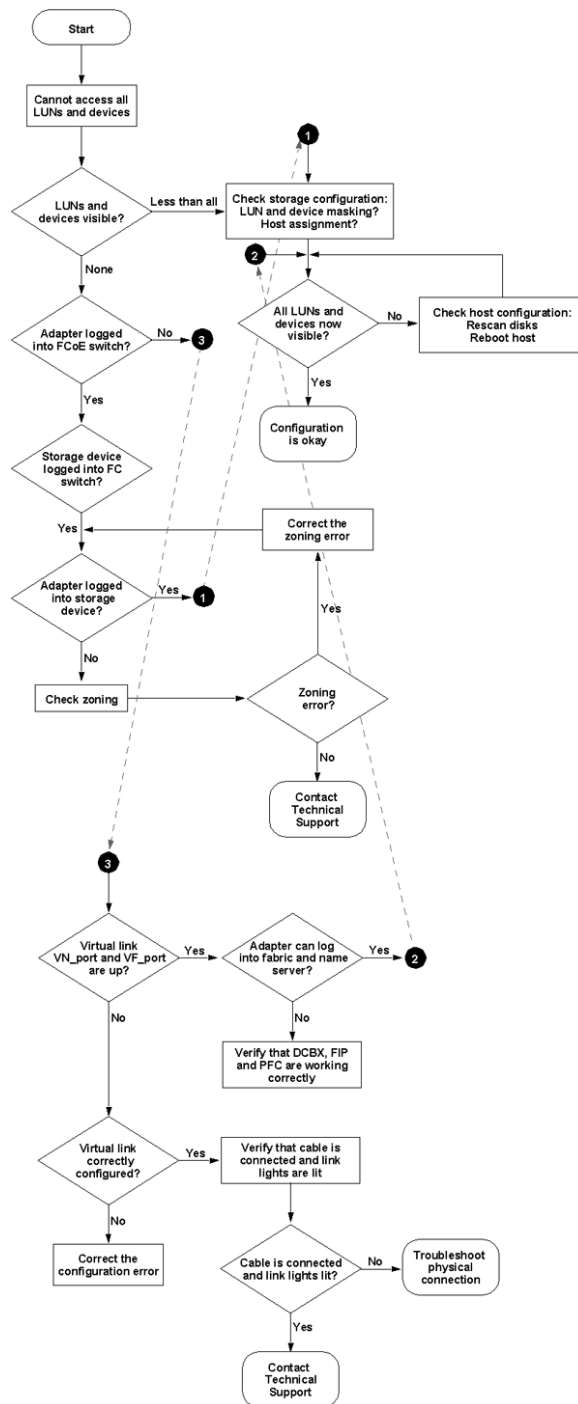 Start
Cannot access all
LUNs and devices
1
LUNs and
devices visible?
Less than all
Check storage configuration:
LUN and device masking?
Host assignment?
None
2
Adapter logged
into FCoE switch?
No
3
All LUNs and
devices now
visible?
No
Check host configuration:
Rescan disks
Reboot host
Yes
Yes
Configuration
is okay
Storage device
logged into FC
switch?
Yes
Correct the
zoning error
Adapter logged
into storage
device?
Yes
1
Yes
No
Check zoning
Zoning
error?
No
Contact
Technical
Support
3
Virtual link
VN_port and VF_port
are up?
Yes
Adapter can log
into fabric and name
server?
Yes
2
No
No
Verify that DCBX, FIP
and PFC are working
correctly
Virtual link
correctly
configured?
Yes
Verify that cable is
connected and link
lights are lit
No
Correct the
configuration error
Cable is connected
and link lights lit?
No
Troubleshoot
physical
connection
Yes
Contact
Technical
Support